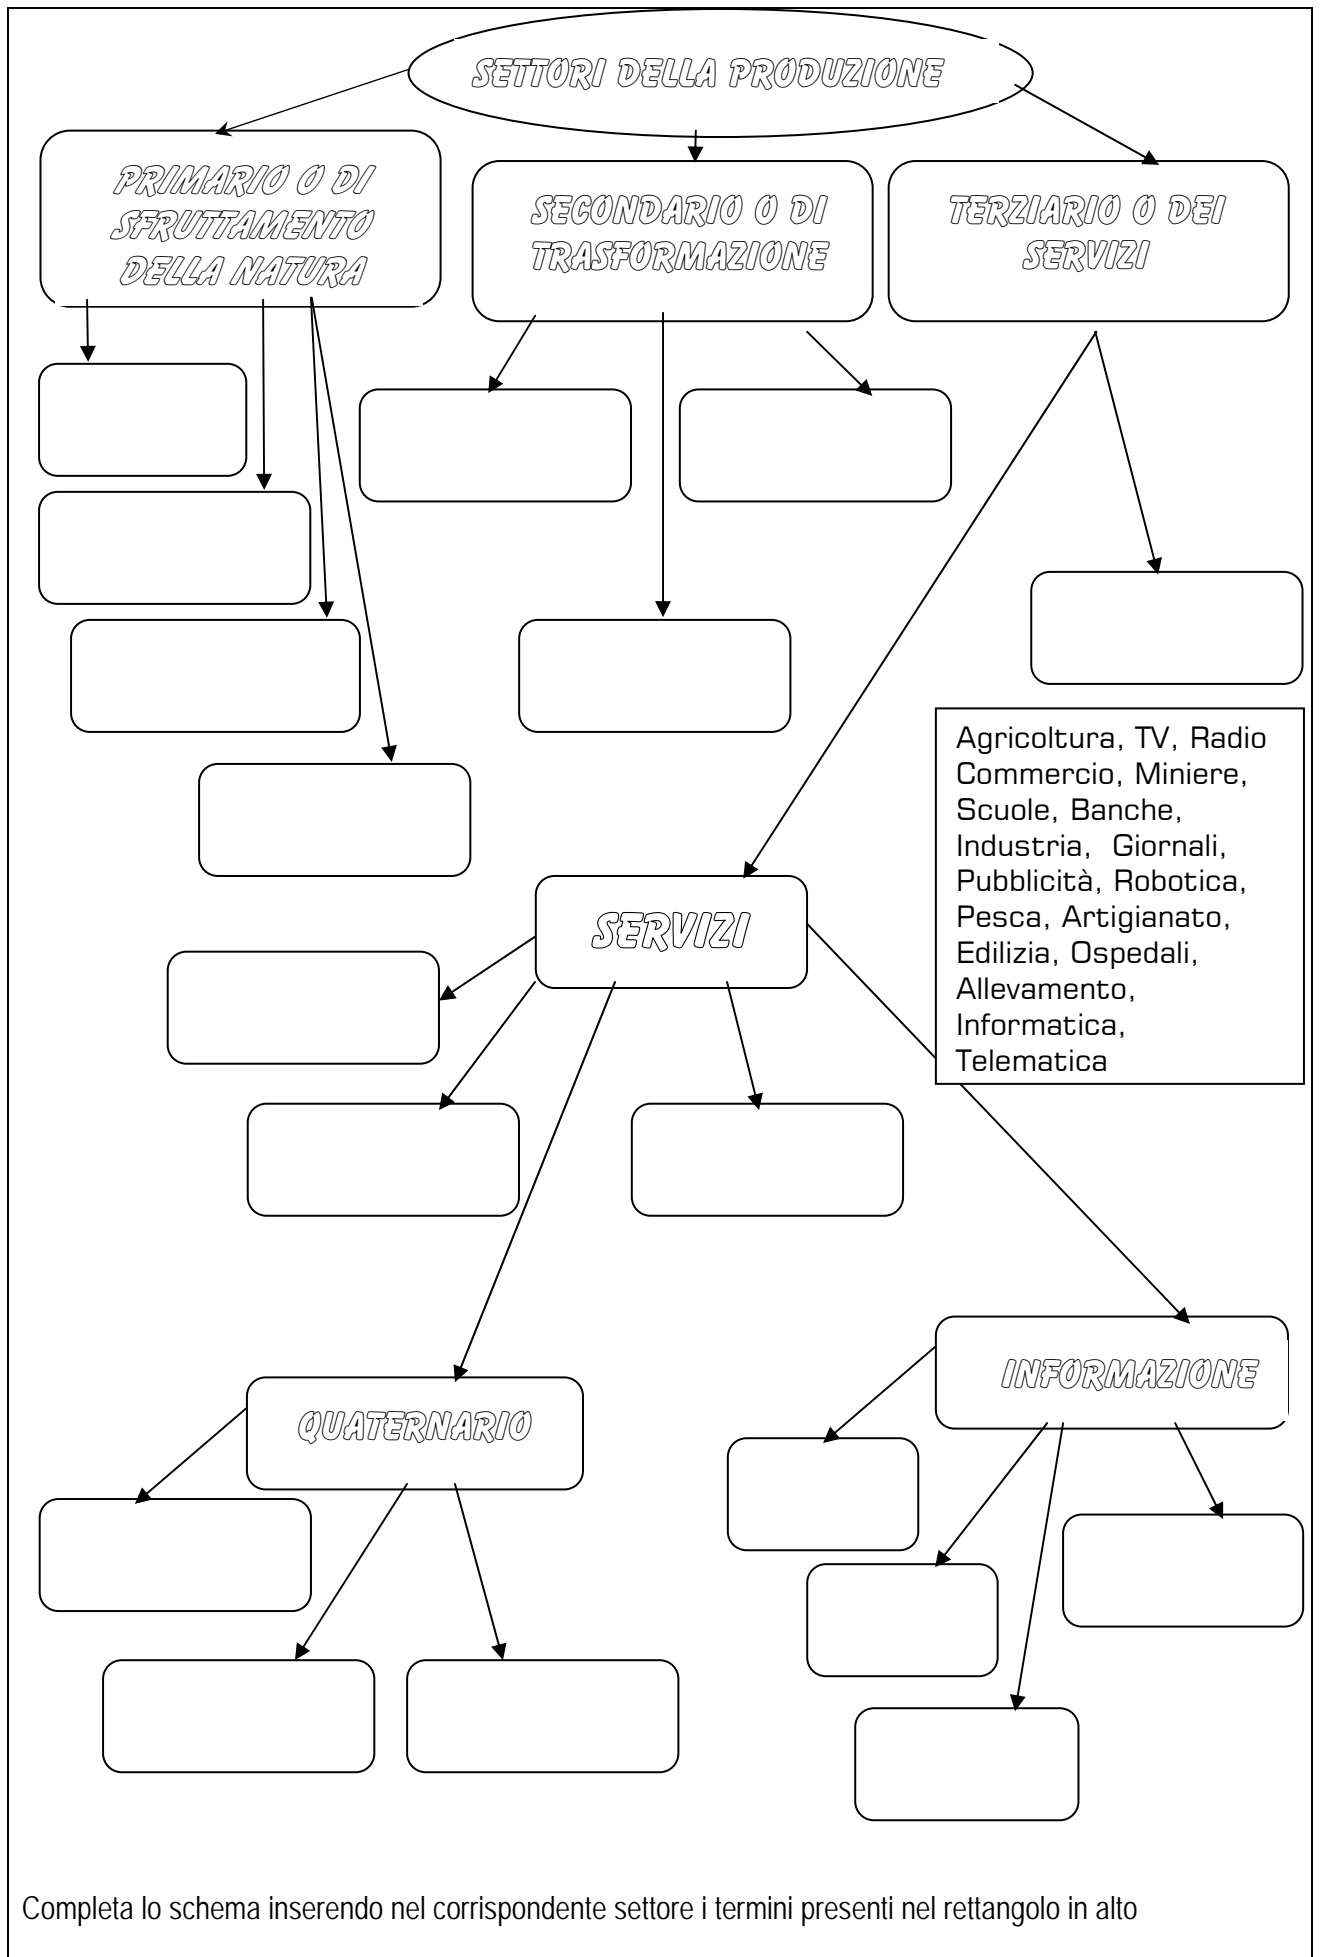 SETTORI DELLA PRODUZIONE
PRIMARIO O DI
SFRUTTAMENTO
DELLA NATURA
SECONDARIO O DI
TRASFORMAZIONE
TERZIARIO O DEI
SERVIZI
Agricoltura, TV, Radio
Commercio, Miniere,
Scuole, Banche,
Industria,  Giornali,
Pubblicità, Robotica,
Pesca, Artigianato,
Edilizia, Ospedali,
Allevamento,
Informatica,
Telematica
SERVIZI
INFORMAZIONE
QUATERNARIO
Completa lo schema inserendo nel corrispondente settore i termini presenti nel rettangolo in alto